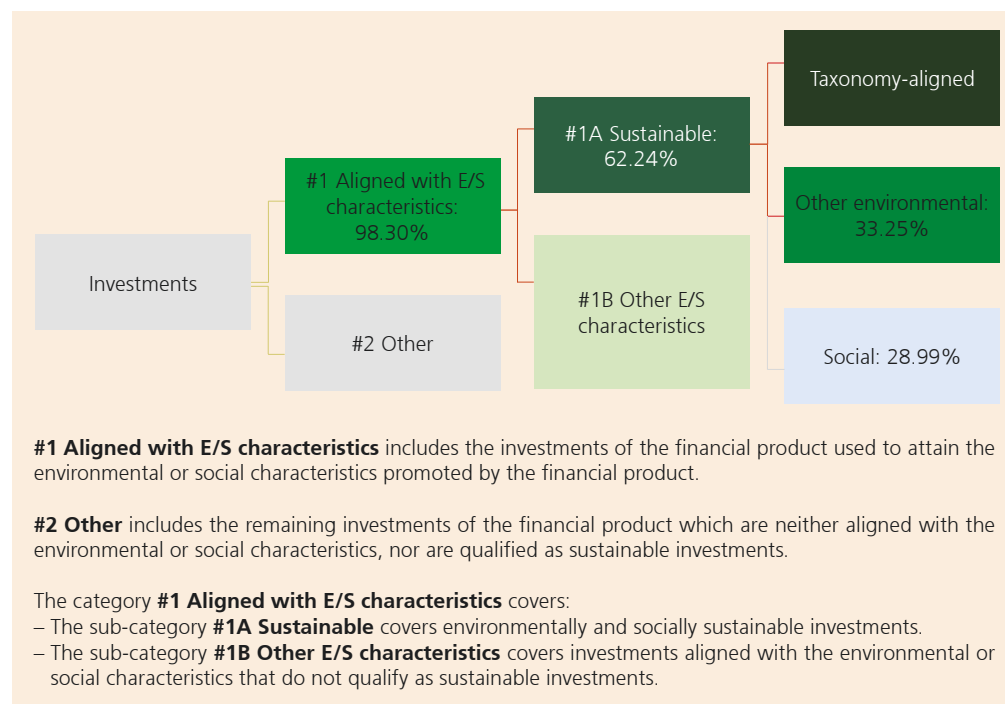 Taxonomy-aligned
#1A Sustainable:
62.24%
#1 Aligned with E/S
characteristics:
98.30%
Other environmental:
33.25%
Investments
#1B Other E/S
characteristics
#2 Other
Social: 28.99%
#1 Aligned with E/S characteristics includes the investments of the financial product used to attain the
environmental or social characteristics promoted by the financial product.
#2 Other includes the remaining investments of the financial product which are neither aligned with the
environmental or social characteristics, nor are qualified as sustainable investments.
The category #1 Aligned with E/S characteristics covers:
– The sub-category #1A Sustainable covers environmentally and socially sustainable investments.
– The sub-category #1B Other E/S characteristics covers investments aligned with the environmental or
social characteristics that do not qualify as sustainable investments.